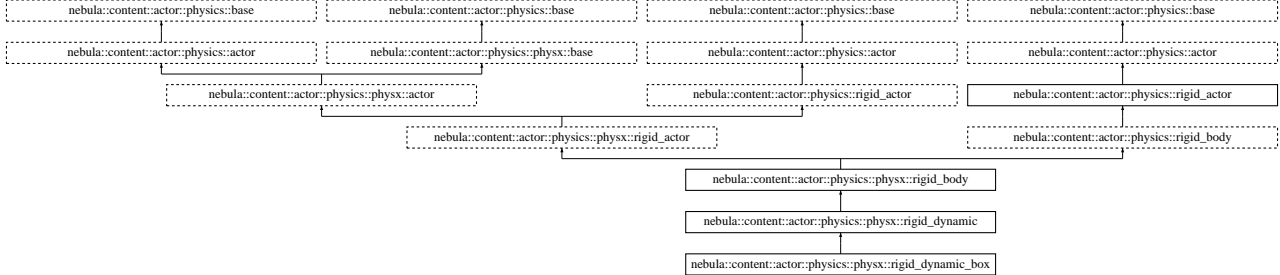 nebula::content::actor::physics::base
nebula::content::actor::physics::base
nebula::content::actor::physics::base
nebula::content::actor::physics::base
nebula::content::actor::physics::actor
nebula::content::actor::physics::physx::base
nebula::content::actor::physics::actor
nebula::content::actor::physics::actor
nebula::content::actor::physics::physx::actor
nebula::content::actor::physics::rigid_actor
nebula::content::actor::physics::rigid_actor
nebula::content::actor::physics::physx::rigid_actor
nebula::content::actor::physics::rigid_body
nebula::content::actor::physics::physx::rigid_body
nebula::content::actor::physics::physx::rigid_dynamic
nebula::content::actor::physics::physx::rigid_dynamic_box